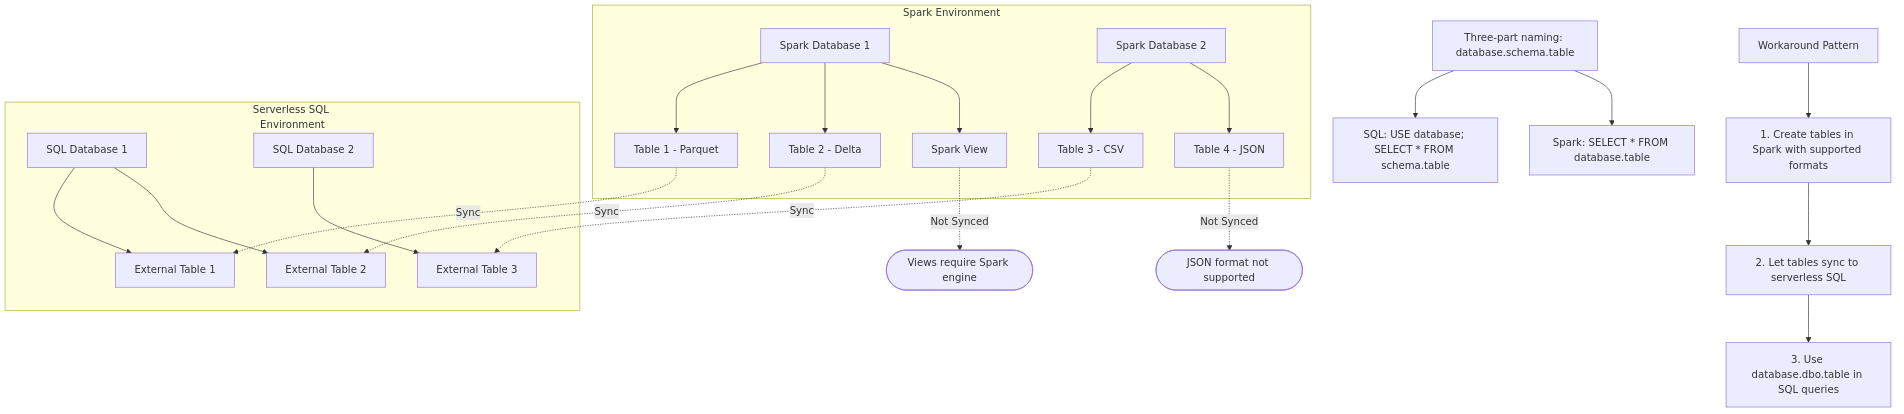 Spark Environment
Spark Database 1
Spark Database 2
Table 1 - Parquet
Table 2 - Delta
Spark View
Table 3 - CSV
Table 4 - JSON
Serverless SQL
Environment
SQL Database 1
SQL Database 2
Sync
Sync
Sync
Not Synced
Not Synced
External Table 1
External Table 2
External Table 3
Views require Spark
engine
JSON format not
supported
Three-part naming:
database.schema.table
SQL: USE database;
SELECT * FROM
schema.table
Spark: SELECT * FROM
database.table
Workaround Pattern
1. Create tables in
Spark with supported
formats
2. Let tables sync to
serverless SQL
3. Use
database.dbo.table in
SQL queries